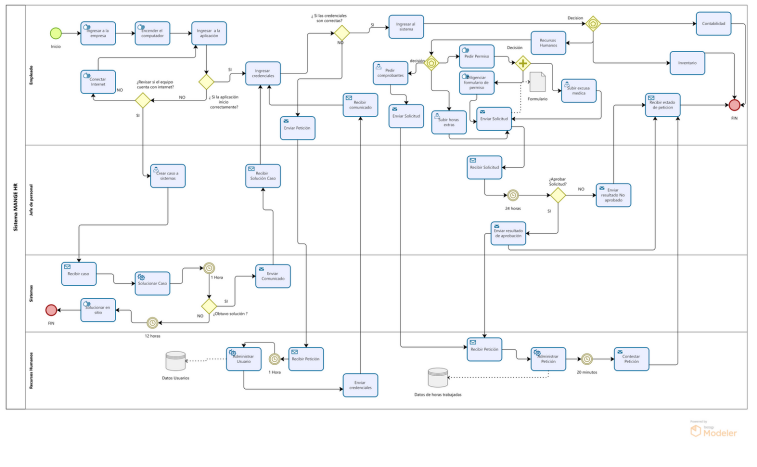 Sistema MANGE HR
Empleado
Inicio
Ingresar a la
empresa
Encender el
computador
Ingresar a la
aplicación
SI
NO
¿Si la aplicación
inicio
correctamente?
¿Revisar si el equipo
cuenta con internet?
Conectar
Internet
NO
SI
Ingresar
credenciales
¿ Si las credenciales
son correctas?
SI
NO
Ingresar el
sistema
Enviar Petición
Recibir
comunicado
Decision
Contabilidad
Recursos
Humanos
Inventario
decisión
Pedir
comprobantes
Enviar Solicitud
Pedir Permiso
Decisión
formulario de
permiso
Formulario
Subir excusa
medica
Subir horas
extras
Enviar Solicitud
Recibir estado
de peticion
FIN
Jefe de personal
Crear caso a
sistemas
Recibir
Solución Caso
Recibir Solicitud
24 horas
¿Aprobar
Solicitud?
NO
SI
Enviar
resultado No
aprobado
Enviar resultado
de aprobación
Sistemas
Recibir caso
Solucionar Caso
1 Hora
SI
NO
¿Obtuvo solución ?
Enviar
Comunicado
Solucionar en
sitio
12 horas
FIN
Recursos Humanos
Datos Usuarios
Administrar
Usuario
1 Hora
Recibir Petición
Enviar
credenciales
Recibir Petición
Administrar
Petición
20 minutos
Contestar
Petición
Datos de horas trabajadas
Powered by
bizagi
Modeler